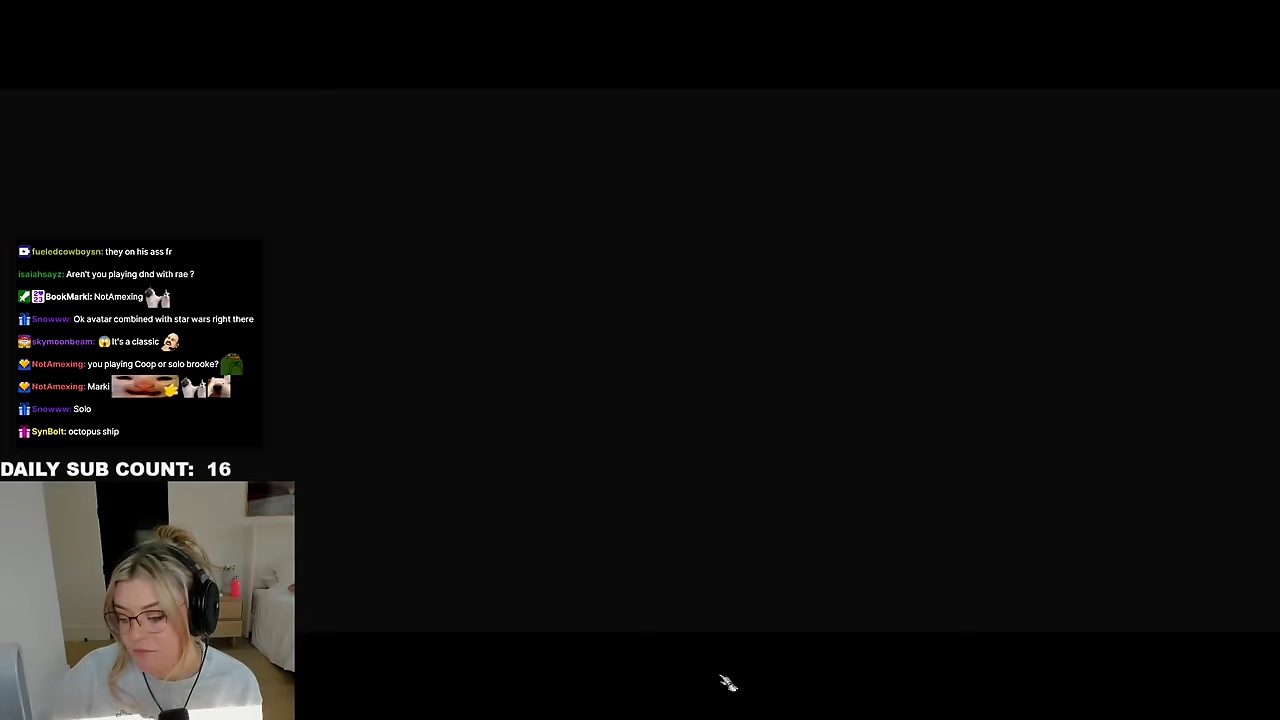 fueledcowboysn: they on his ass fr
isaiahsayz: Aren't you playing dnd with rae ?
BookMarki: NotAmexing
Snowww: Ok avatar combined with star wars right there
skymoonbeam: It's a classic
NotAmexing: you playing Coop or solo brooke?
NotAmexing: Marki
Snowww: Solo
SynBolt: octopus ship
DAILY SUB COUNT: 16